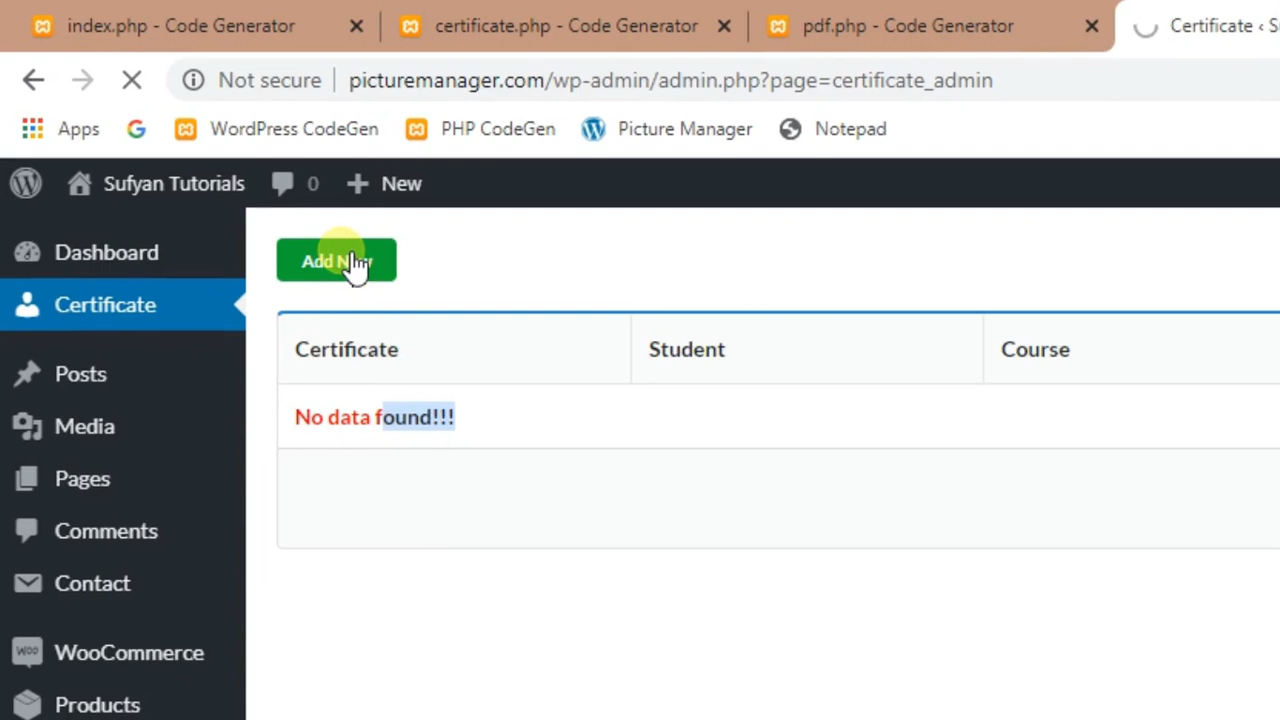 index.php - Code Generator
certificate.php - Code Generator
pdf.php - Code Generator
Certificate ‹ S
Not secure
picturemanager.com/wp-admin/admin.php?page=certificate_admin
Apps
WordPress CodeGen
PHP CodeGen
Picture Manager
Notepad
Sufyan Tutorials
0
New
Dashboard
Certificate
Posts
Media
Pages
Comments
Contact
WOO
WooCommerce
Products
Add New
Certificate
Student
Course
No data found!!!